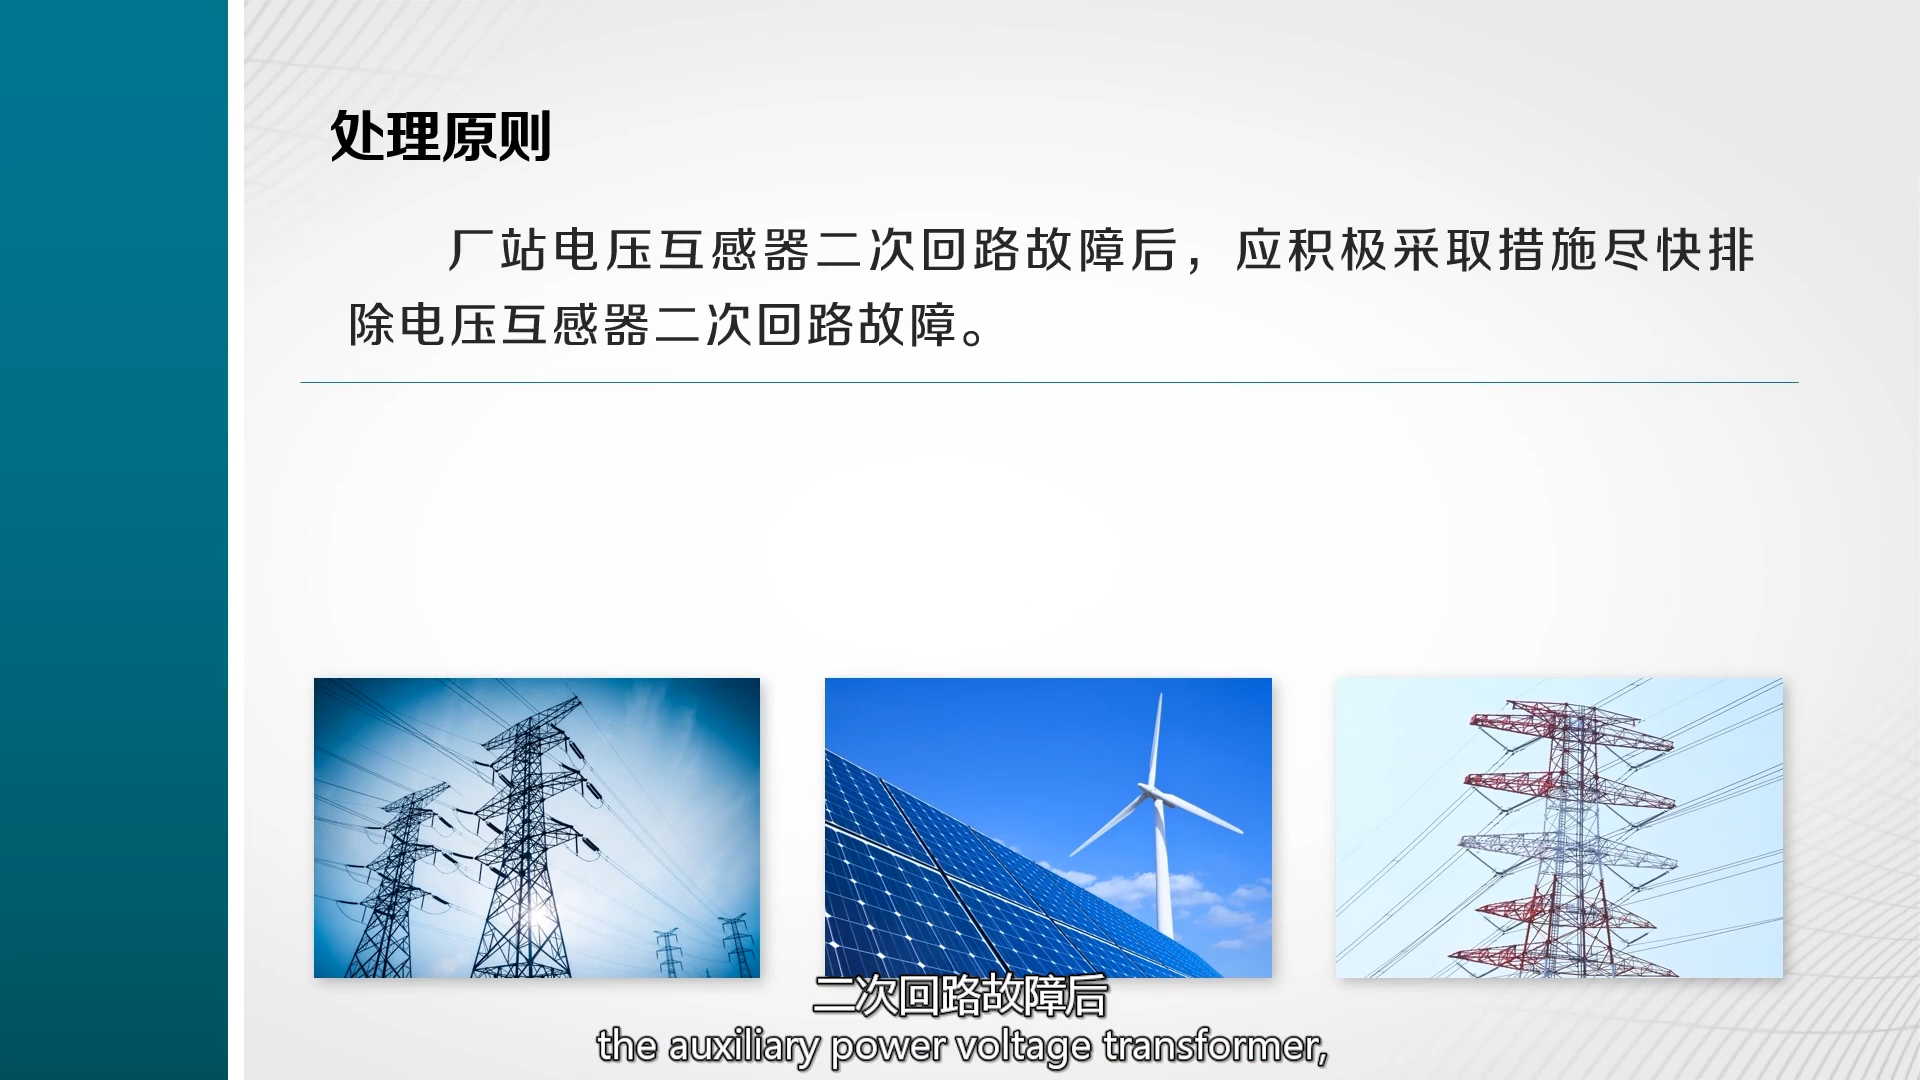 处理原则
厂站电压互感器二次回路故障后，应积极采取措施尽快排
除电压互感器二次回路故障。
二次回路故障后
the auxiliary power voltage transformer,